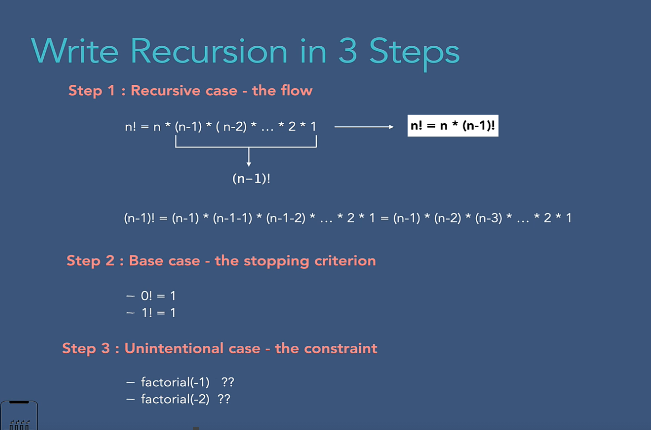 Write Recursion in 3 Steps
Step 1 : Recursive case - the flow
n! = n * (n-1) * ( n-2) * … * 2 * 1
n! = n * (n-1)!
(n-1)!
(n-1)! = (n-1) * (n-1-1) * (n-1-2) * … * 2 * 1 = (n-1) * (n-2) * (n-3) * … * 2 * 1
Step 2 : Base case - the stopping criterion
– 0! = 1
– 1! = 1
Step 3 : Unintentional case - the constraint
– factorial(-1) ??
– factorial(-2) ??